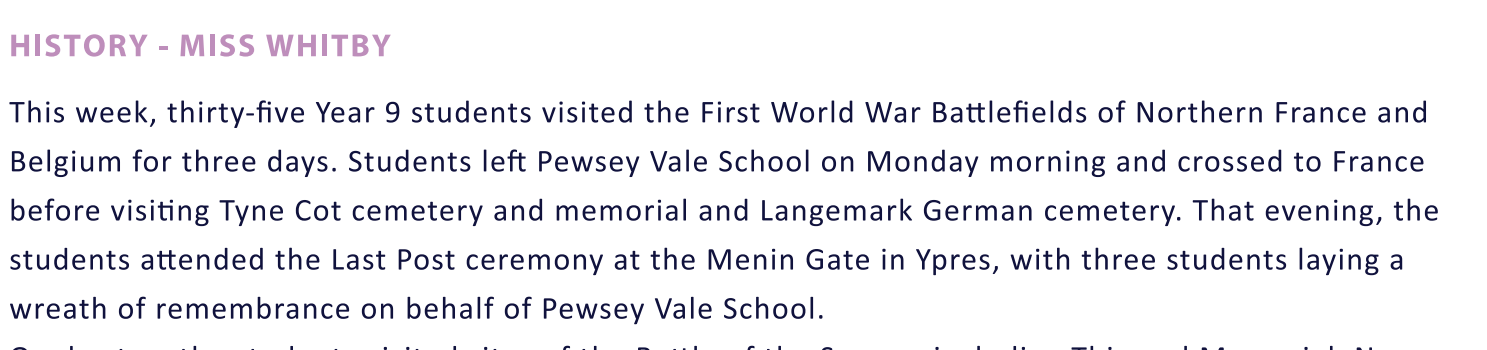 HISTORY - MISS WHITBY
This week, thirty-five Year 9 students visited the First World War Battlefields of Northern France and
Belgium for three days. Students left Pewsey Vale School on Monday morning and crossed to France
before visiting Tyne Cot cemetery and memorial and Langemark German cemetery. That evening, the
students attended the Last Post ceremony at the Menin Gate in Ypres, with three students laying a
wreath of remembrance on behalf of Pewsey Vale School.